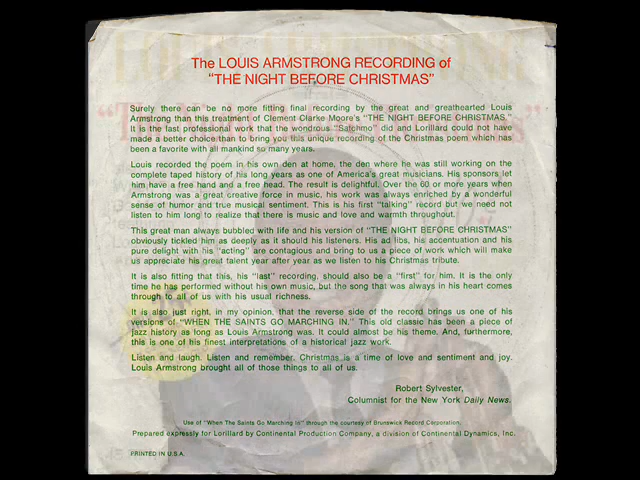 The LOUIS ARMSTRONG RECORDING of
"THE NIGHT BEFORE CHRISTMAS"
Surely there can be no more fitting final recording by the great and greathearted Louis
Armstrong than this treatment of Clement Clarke Moore's "THE NIGHT BEFORE CHRISTMAS."
It is the last professional work that the wondrous "Satchmo" did and Lorillard could not have
made a better choice than to bring you this unique recording of the Christmas poem which has
been a favorite with all mankind so many years.
Louis recorded the poem in his own den at home, the den where he was still working on the
complete taped history of his long years as one of America's great musicians. His sponsors let
him have a free hand and a free head. The result is delightful. Over the 60 or more years when
Armstrong was a great creative force in music, his work was always enriched by a wonderful
sense of humor and true musical sentiment. This is his first "talking" record but we need not
listen to him long to realize that there is music and love and warmth throughout.
This great man always bubbled with life and his version of "THE NIGHT BEFORE CHRISTMAS"
obviously tickled him as deeply as it should his listeners. His ad libs, his accentuation and his
pure delight with his "acting" are contagious and bring to us a piece of work which will make
us appreciate his great talent year after year as we listen to his Christmas tribute.
It is also fitting that this, his "last" recording, should also be a "first" for him. It is the only
time he has performed without his own music, but the song that was always in his heart comes
through to all of us with his usual richness.
It is also just right, in my opinion, that the reverse side of the record brings us one of his
versions of "WHEN THE SAINTS GO MARCHING IN." This old classic has been a piece of
jazz history as long as Louis Armstrong was. It could almost be his theme. And, furthermore,
this is one of his finest interpretations of a historical jazz work.
Listen and laugh. Listen and remember. Christmas is a time of love and sentiment and joy.
Louis Armstrong brought all of those things to all of us.
Robert Sylvester,
Columnist for the New York Daily News.
Use of "When The Saints Go Marching In" through the courtesy of Brunswick Record Corporation.
Prepared expressly for Lorillard by Continental Production Company, a division of Continental Dynamics, Inc.
PRINTED IN U.S.A.